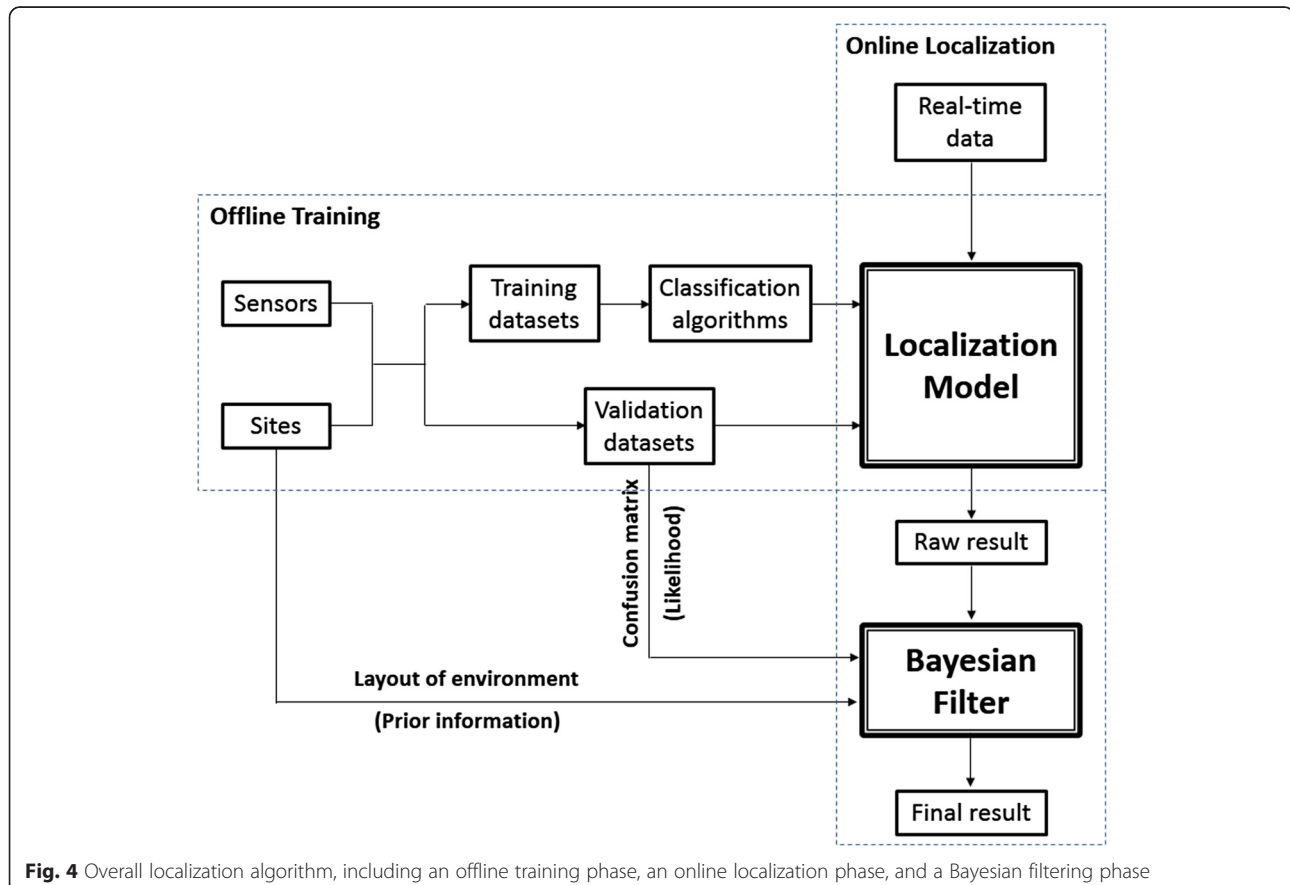 Online Localization
Real-time
data
Offline Training
Sensors
Training
datasets
Classification
algorithms
Localization
Model
Sites
Validation
datasets
Confusion matrix
(Likelihood)
Raw result
Layout of environment
(Prior information)
Bayesian
Filter
Final result
Fig. 4 Overall localization algorithm, including an offline training phase, an online localization phase, and a Bayesian filtering phase